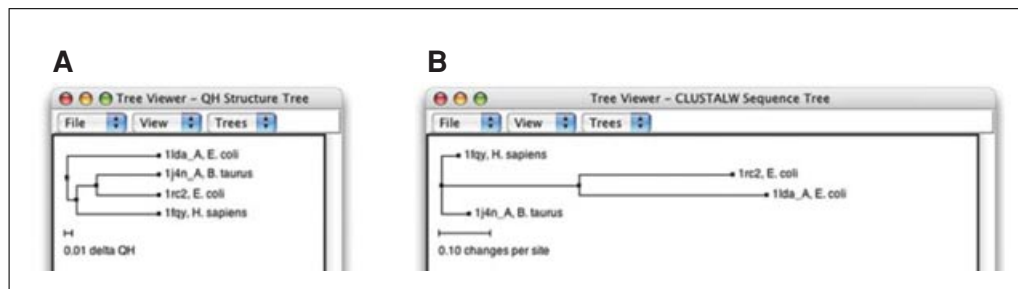 A
Tree Viewer – QH Structure Tree
File View Trees
1lda_A, E. coli
1j4n_A, B. taurus
1rc2, E. coli
1fqy, H. sapiens
0.01 delta QH
B
Tree Viewer – CLUSTALW Sequence Tree
File View Trees
1fqy, H. sapiens
1rc2, E. coli
1lda_A, E. coli
1j4n_A, B. taurus
0.10 changes per site